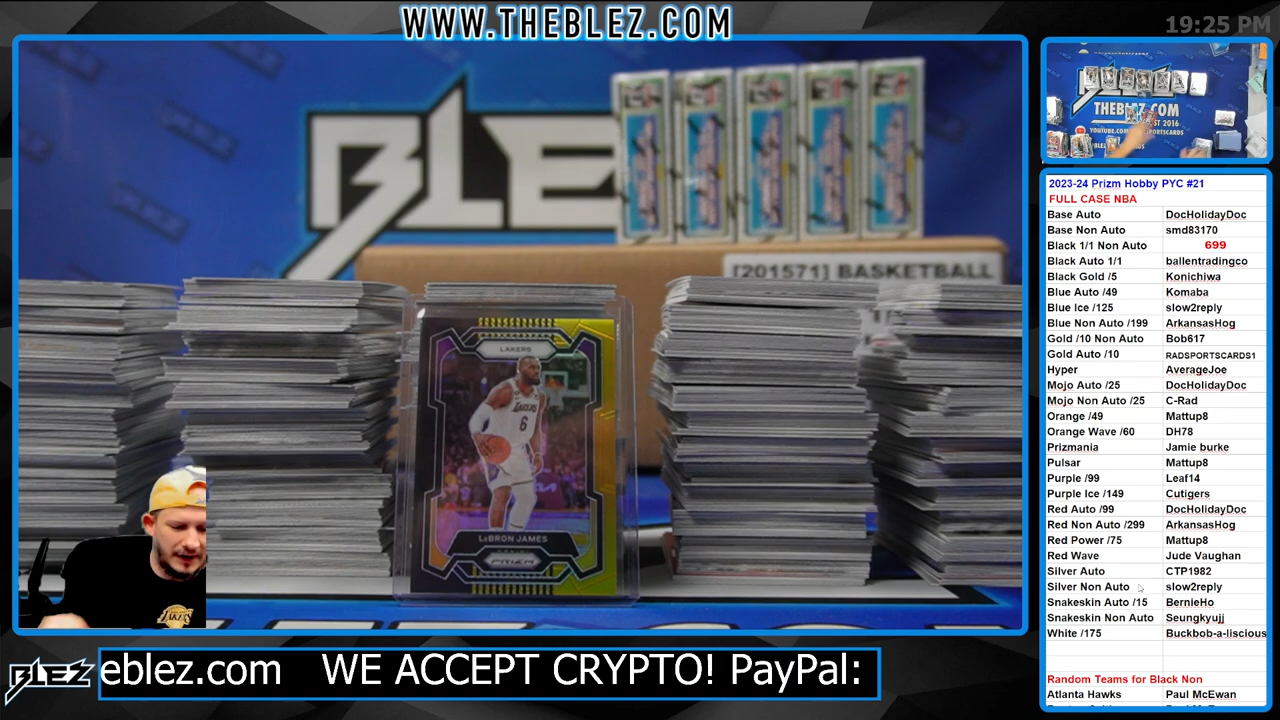 WWW.THEBLEZ.COM
19:25 PM
BLE
[201571] BASKETBALL
LAKERS
LAKERS
6
LeBRON JAMES
PRIZM
LAKERS
THEBLEZ.COM
2023-24 Prizm Hobby PYC #21
FULL CASE NBA
Base Auto DocHolidayDoc
Base Non Auto smd83170
Black 1/1 Non Auto 699
Black Auto 1/1 ballentradingco
Black Gold /5 Konichiwa
Blue Auto /49 Komaba
Blue Ice /125 slow2reply
Blue Non Auto /199 ArkansasHog
Gold /10 Non Auto Bob617
Gold Auto /10 RADSPORTSCARDS1
Hyper AverageJoe
Mojo Auto /25 DocHolidayDoc
Mojo Non Auto /25 C-Rad
Orange /49 Mattup8
Orange Wave /60 DH78
Prizmania Jamie burke
Pulsar Mattup8
Purple /99 Leaf14
Purple Ice /149 Cutigers
Red Auto /99 DocHolidayDoc
Red Non Auto /299 ArkansasHog
Red Power /75 Mattup8
Red Wave Jude Vaughan
Silver Auto CTP1982
Silver Non Auto slow2reply
Snakeskin Auto /15 BernieHo
Snakeskin Non Auto Seungkyujj
White /175 Buckbob-a-liscious
Random Teams for Black Non
Atlanta Hawks Paul McEwan
BLEZ
eblez.com WE ACCEPT CRYPTO! PayPal: